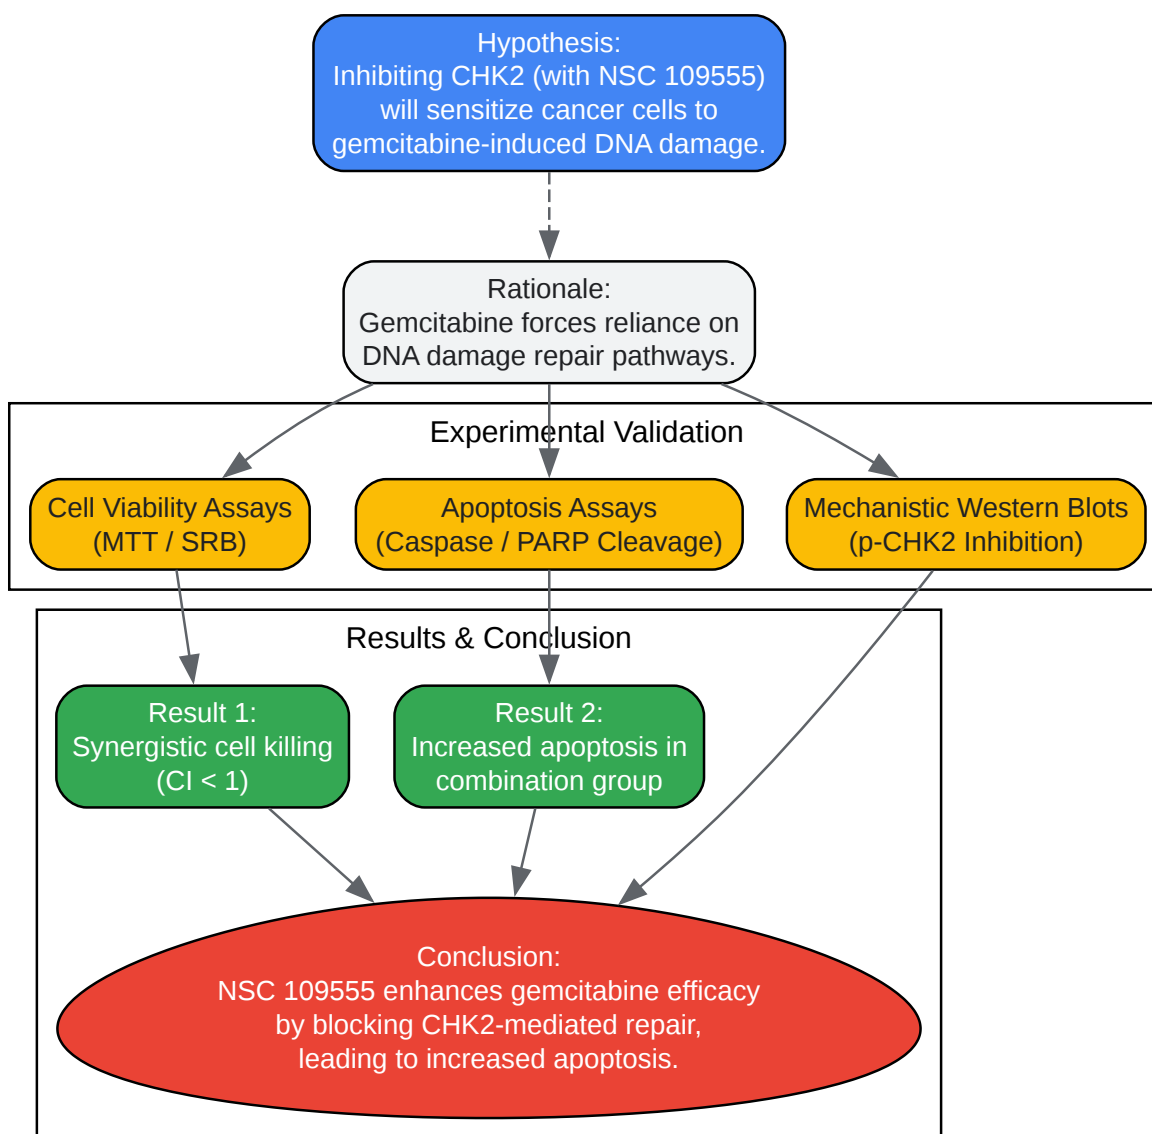 Hypothesis:
Inhibiting CHK2 (with NSC 109555)
will sensitize cancer cells to
gemcitabine-induced DNA damage.
Rationale:
Gemcitabine forces reliance on
DNA damage repair pathways.
Experimental Validation
Cell Viability Assays
(MTT / SRB)
Apoptosis Assays
(Caspase / PARP Cleavage)
Mechanistic Western Blots
(p-CHK2 Inhibition)
Results & Conclusion
Result 1:
Synergistic cell killing
(CI < 1)
Result 2:
Increased apoptosis in
combination group
Conclusion:
NSC 109555 enhances gemcitabine efficacy
by blocking CHK2-mediated repair,
leading to increased apoptosis.